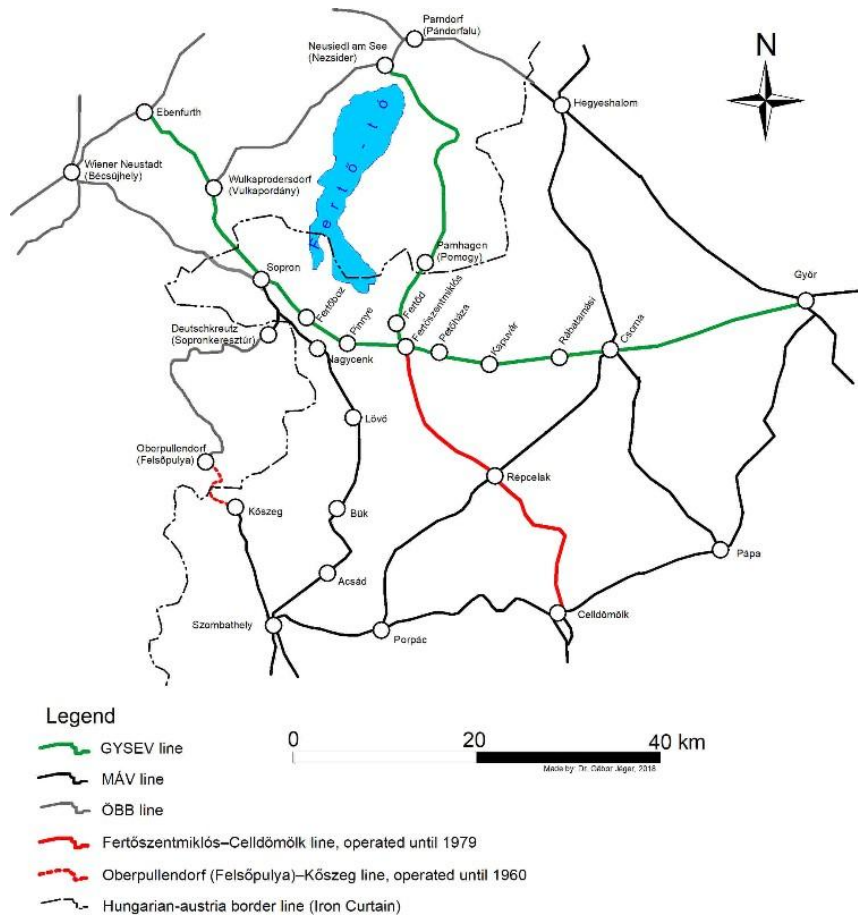 Parndorf
(Pándorfalu)
Neusiedl am See
(Nezsider)
N
Ebenfurth
Hegyeshalom
Fertő-tó
Wiener Neustadt
(Bécsújhely)
Wulkaprodersdorf
(Vulkapordány)
Pamhagen
(Pomogy)
Sopron
Győr
Fertőboz
Fertőd
Fertőszentmiklós
Pinnye
Petőháza
Kapuvár
Rábatamási
Csorna
Deutschkreutz
(Sopronkeresztúr)
Nagycenk
Lövő
Oberpullendorf
(Felsőpulya)
Répcelak
Kőszeg
Bük
Pápa
Acsád
Szombathely
Porpác
Celldömölk
Legend
GYSEV line
MÁV line
ÖBB line
Fertőszentmiklós–Celldömölk line, operated until 1979
Oberpullendorf (Felsőpulya)–Kőszeg line, operated until 1960
Hungarian-austria border line (Iron Curtain)
0 20 40 km
Made by: Dr. Gábor Jéger, 2018.